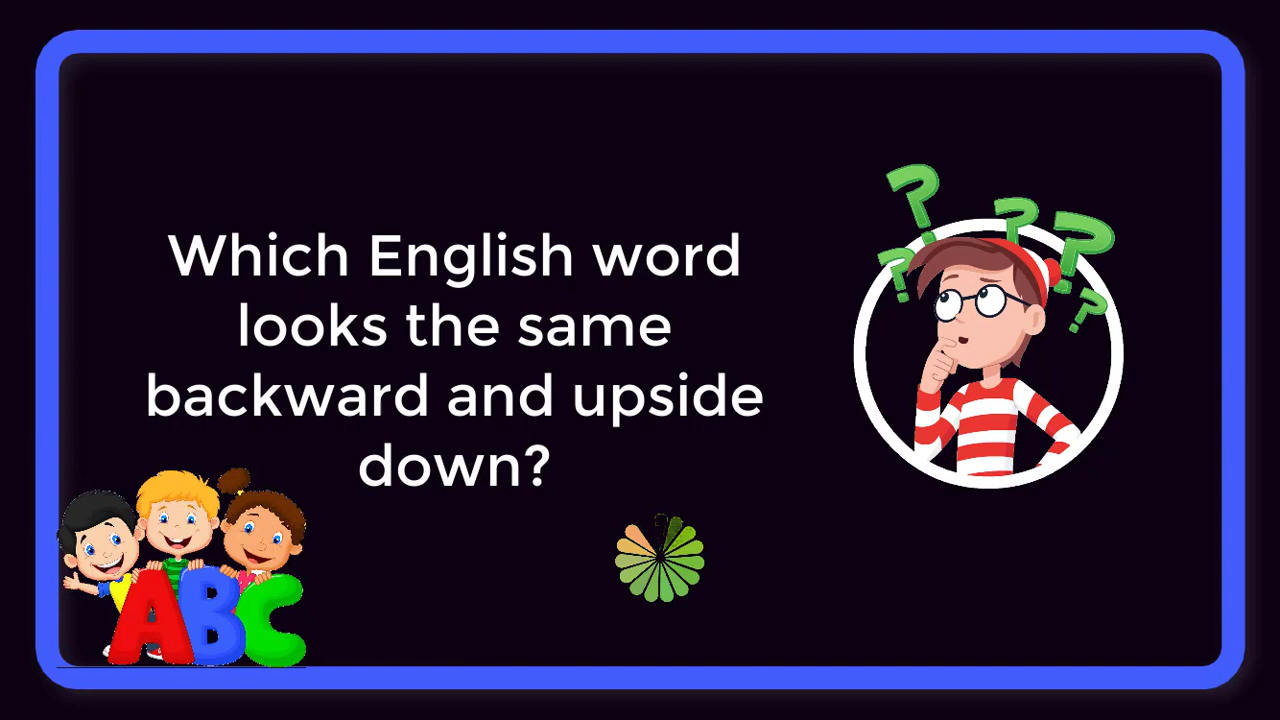 Which English word
looks the same
backward and upside
down?
? ? ? ? ?
ABC